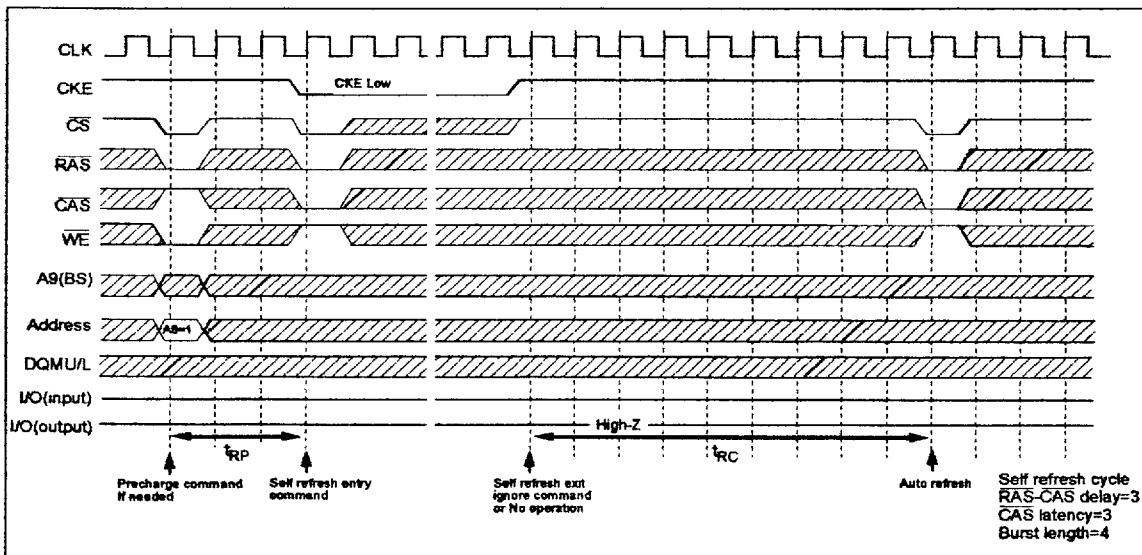 CLK
CKE
CKE Low
CS
RAS
CAS
WE
A9(BS)
Address
A8=1
DQMU/L
I/O(input)
I/O(output)
High-Z
tRP
tRC
Precharge command
If needed
Self refresh entry
command
Self refresh exit
ignore command
or No operation
Auto refresh
Self refresh cycle
RAS-CAS delay=3
CAS latency=3
Burst length=4